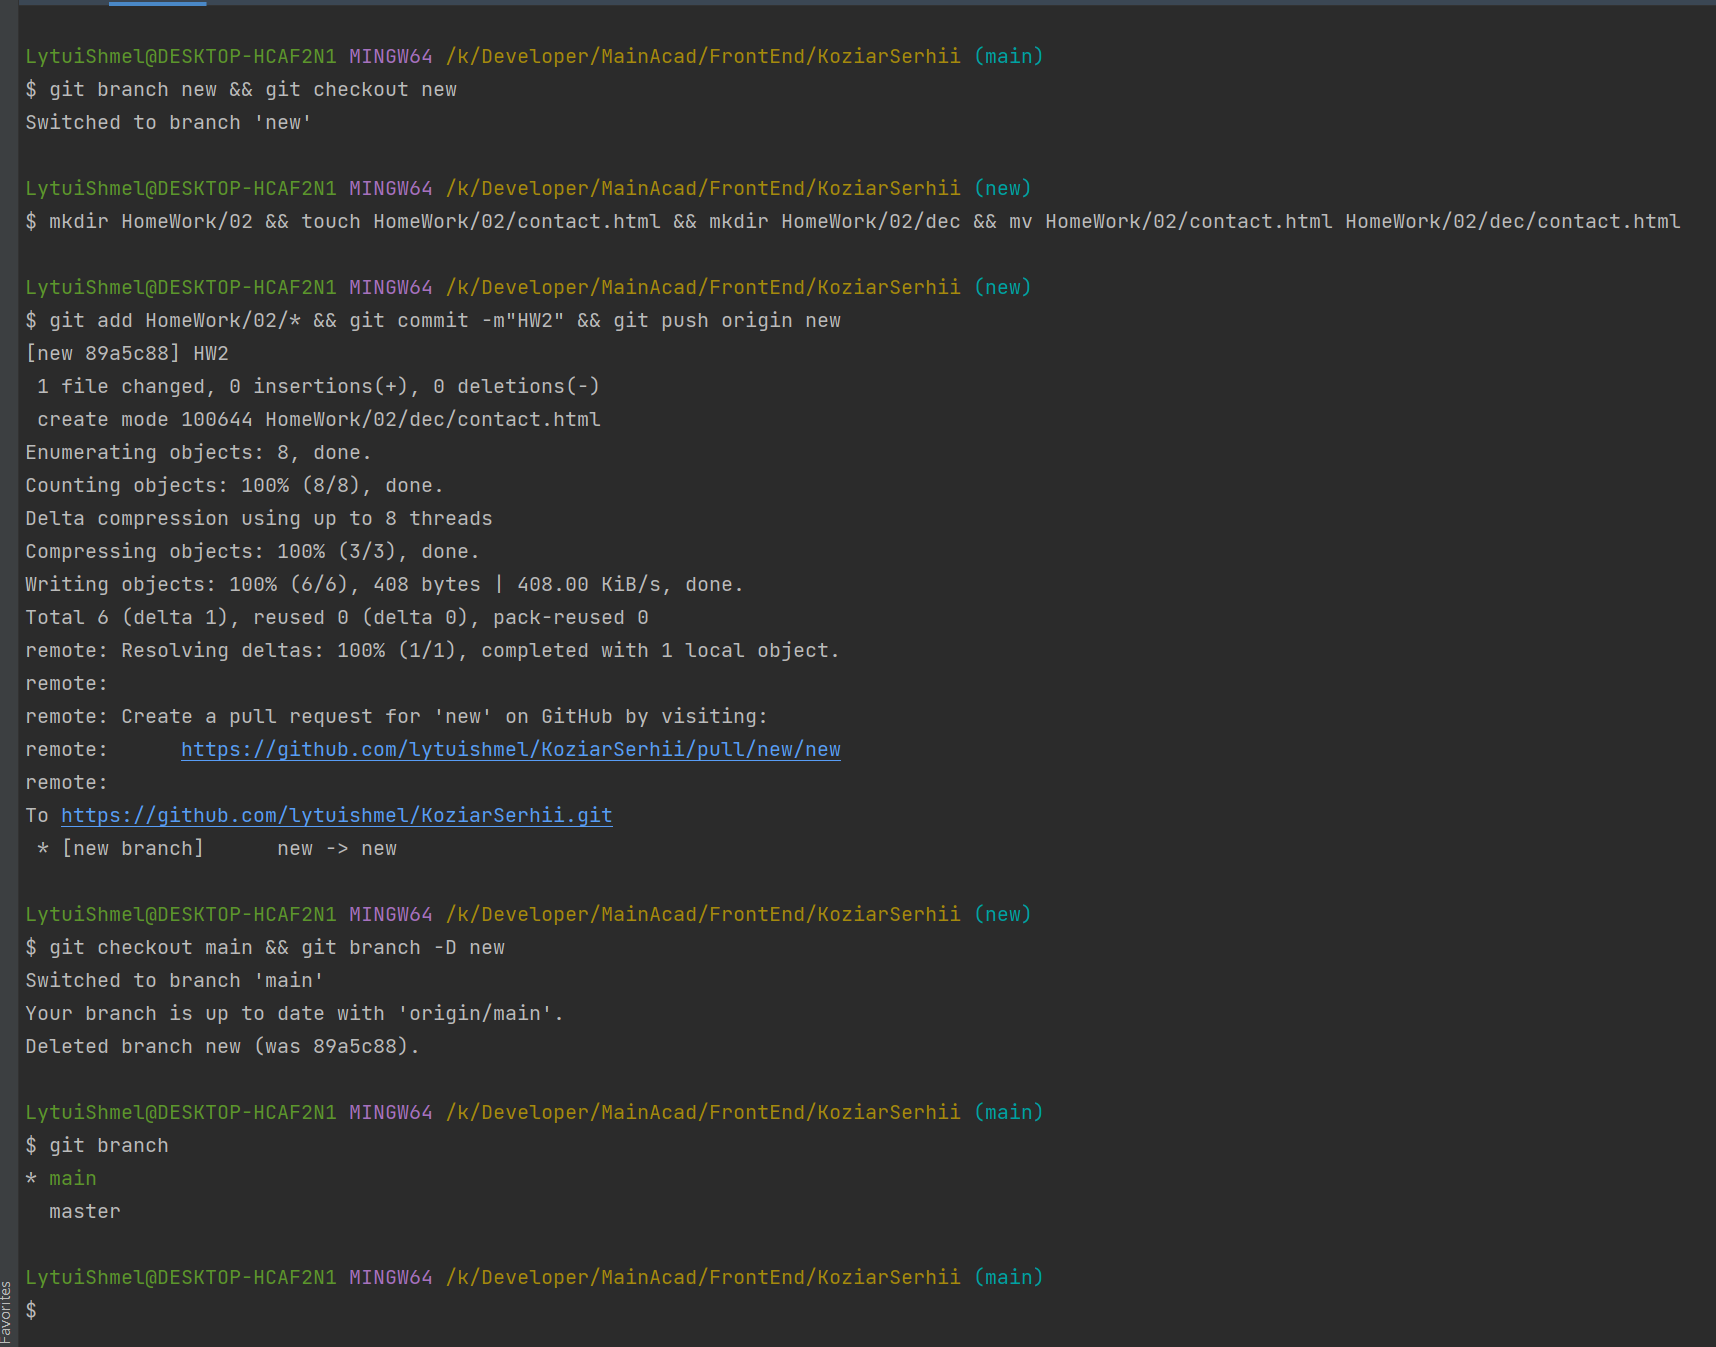 LytuiShmel@DESKTOP-HCAF2N1 MINGW64 /k/Developer/MainAcad/FrontEnd/KoziarSerhii (main)
$ git branch new && git checkout new
Switched to branch 'new'

LytuiShmel@DESKTOP-HCAF2N1 MINGW64 /k/Developer/MainAcad/FrontEnd/KoziarSerhii (new)
$ mkdir HomeWork/02 && touch HomeWork/02/contact.html && mkdir HomeWork/02/dec && mv HomeWork/02/contact.html HomeWork/02/dec/contact.html

LytuiShmel@DESKTOP-HCAF2N1 MINGW64 /k/Developer/MainAcad/FrontEnd/KoziarSerhii (new)
$ git add HomeWork/02/* && git commit -m"HW2" && git push origin new
[new 89a5c88] HW2
 1 file changed, 0 insertions(+), 0 deletions(-)
 create mode 100644 HomeWork/02/dec/contact.html
Enumerating objects: 8, done.
Counting objects: 100% (8/8), done.
Delta compression using up to 8 threads
Compressing objects: 100% (3/3), done.
Writing objects: 100% (6/6), 408 bytes | 408.00 KiB/s, done.
Total 6 (delta 1), reused 0 (delta 0), pack-reused 0
remote: Resolving deltas: 100% (1/1), completed with 1 local object.
remote:
remote: Create a pull request for 'new' on GitHub by visiting:
remote:      https://github.com/lytuishmel/KoziarSerhii/pull/new/new
remote:
To https://github.com/lytuishmel/KoziarSerhii.git
 * [new branch]      new -> new

LytuiShmel@DESKTOP-HCAF2N1 MINGW64 /k/Developer/MainAcad/FrontEnd/KoziarSerhii (new)
$ git checkout main && git branch -D new
Switched to branch 'main'
Your branch is up to date with 'origin/main'.
Deleted branch new (was 89a5c88).

LytuiShmel@DESKTOP-HCAF2N1 MINGW64 /k/Developer/MainAcad/FrontEnd/KoziarSerhii (main)
$ git branch
* main
  master

LytuiShmel@DESKTOP-HCAF2N1 MINGW64 /k/Developer/MainAcad/FrontEnd/KoziarSerhii (main)
$
Favorites